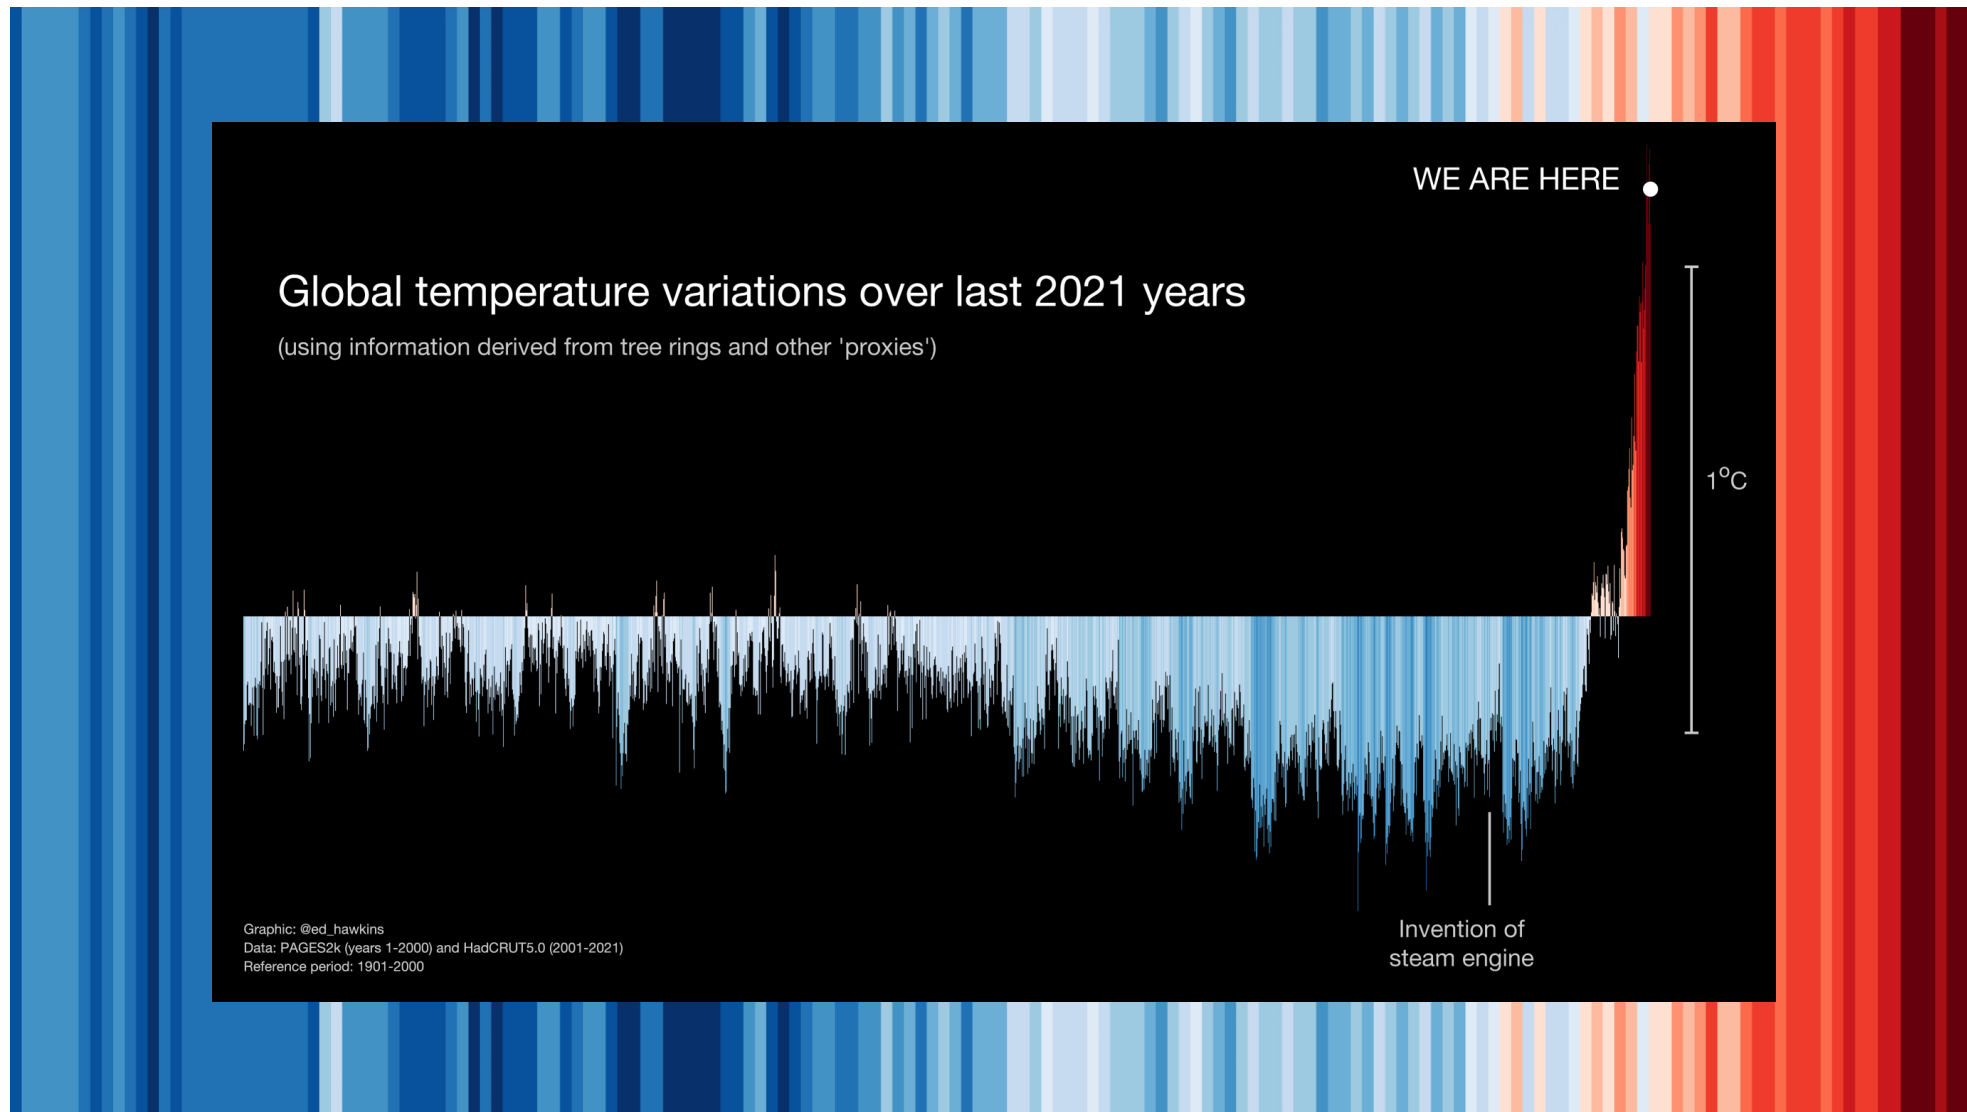 WE ARE HERE
Global temperature variations over last 2021 years
(using information derived from tree rings and other 'proxies')
1°C
Invention of
steam engine
Graphic: @ed_hawkins
Data: PAGES2k (years 1-2000) and HadCRUT5.0 (2001-2021)
Reference period: 1901-2000